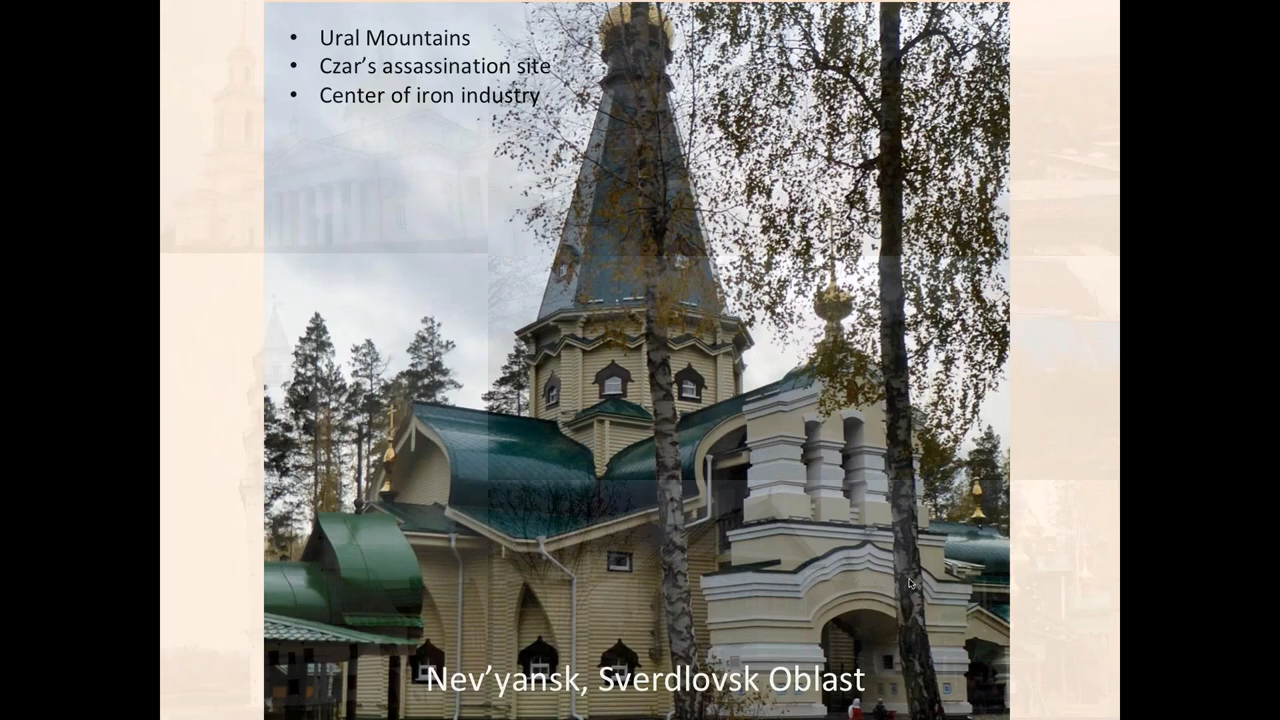 • Ural Mountains
• Czar’s assassination site
• Center of iron industry
Nev’yansk, Sverdlovsk Oblast